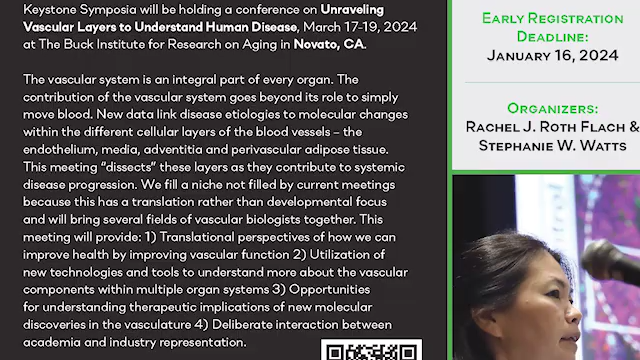 Keystone Symposia will be holding a conference on Unraveling
Vascular Layers to Understand Human Disease, March 17-19, 2024
at The Buck Institute for Research on Aging in Novato, CA.
The vascular system is an integral part of every organ. The
contribution of the vascular system goes beyond its role to simply
move blood. New data link disease etiologies to molecular changes
within the different cellular layers of the blood vessels – the
endothelium, media, adventitia and perivascular adipose tissue.
This meeting “dissects” these layers as they contribute to systemic
disease progression. We fill a niche not filled by current meetings
because this has a translation rather than developmental focus
and will bring several fields of vascular biologists together. This
meeting will provide: 1) Translational perspectives of how we can
improve health by improving vascular function 2) Utilization of
new technologies and tools to understand more about the vascular
components within multiple organ systems 3) Opportunities
for understanding therapeutic implications of new molecular
discoveries in the vasculature 4) Deliberate interaction between
academia and industry representation.
Early Registration
Deadline:
January 16, 2024
Organizers:
Rachel J. Roth Flach &
Stephanie W. Watts